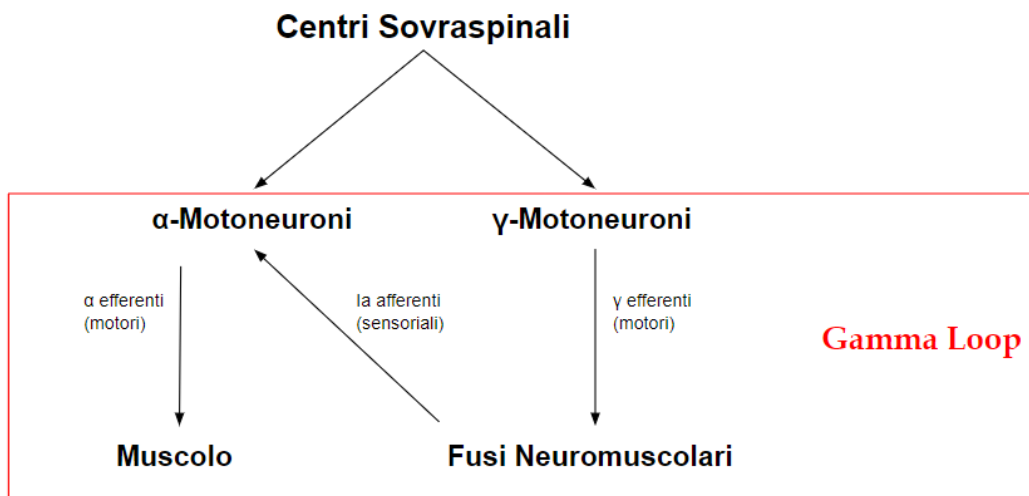 Centri Sovraspinali
α-Motoneuroni
γ-Motoneuroni
α efferenti
(motori)
Ia afferenti
(sensoriali)
γ efferenti
(motori)
Gamma Loop
Muscolo
Fusi Neuromuscolari